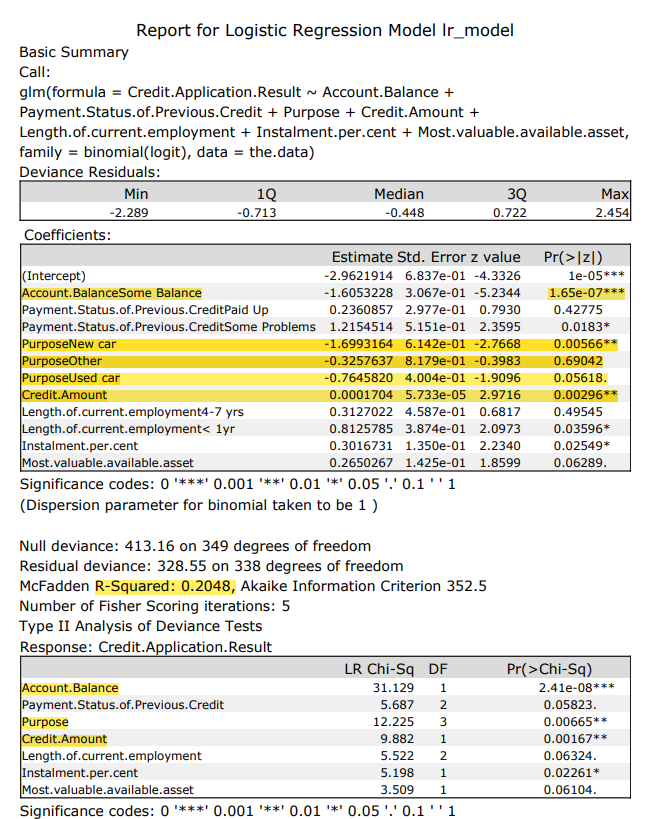 Report for Logistic Regression Model lr_model
Basic Summary
Call:
glm(formula = Credit.Application.Result ~ Account.Balance +
Payment.Status.of.Previous.Credit + Purpose + Credit.Amount +
Length.of.current.employment + Instalment.per.cent + Most.valuable.available.asset,
family = binomial(logit), data = the.data)
Deviance Residuals:
Min 1Q Median 3Q Max
-2.289 -0.713 -0.448 0.722 2.454
Coefficients:
Estimate Std. Error z value Pr(>|z|)
(Intercept) -2.9621914 6.837e-01 -4.3326 1e-05***
Account.BalanceSome Balance -1.6053228 3.067e-01 -5.2344 1.65e-07***
Payment.Status.of.Previous.CreditPaid Up 0.2360857 2.977e-01 0.7930 0.42775
Payment.Status.of.Previous.CreditSome Problems 1.2154514 5.151e-01 2.3595 0.0183*
PurposeNew car -1.6993164 6.142e-01 -2.7668 0.00566**
PurposeOther -0.3257637 8.179e-01 -0.3983 0.69042
PurposeUsed car -0.7645820 4.004e-01 -1.9096 0.05618.
Credit.Amount 0.0001704 5.733e-05 2.9716 0.00296**
Length.of.current.employment4-7 yrs 0.3127022 4.587e-01 0.6817 0.49545
Length.of.current.employment< 1yr 0.8125785 3.874e-01 2.0973 0.03596*
Instalment.per.cent 0.3016731 1.350e-01 2.2340 0.02549*
Most.valuable.available.asset 0.2650267 1.425e-01 1.8599 0.06289.
Significance codes: 0 '***' 0.001 '**' 0.01 '*' 0.05 '.' 0.1 ' ' 1
(Dispersion parameter for binomial taken to be 1 )
Null deviance: 413.16 on 349 degrees of freedom
Residual deviance: 328.55 on 338 degrees of freedom
McFadden R-Squared: 0.2048, Akaike Information Criterion 352.5
Number of Fisher Scoring iterations: 5
Type II Analysis of Deviance Tests
Response: Credit.Application.Result
LR Chi-Sq DF Pr(>Chi-Sq)
Account.Balance 31.129 1 2.41e-08***
Payment.Status.of.Previous.Credit 5.687 2 0.05823.
Purpose 12.225 3 0.00665**
Credit.Amount 9.882 1 0.00167**
Length.of.current.employment 5.522 2 0.06324.
Instalment.per.cent 5.198 1 0.02261*
Most.valuable.available.asset 3.509 1 0.06104.
Significance codes: 0 '***' 0.001 '**' 0.01 '*' 0.05 '.' 0.1 ' ' 1